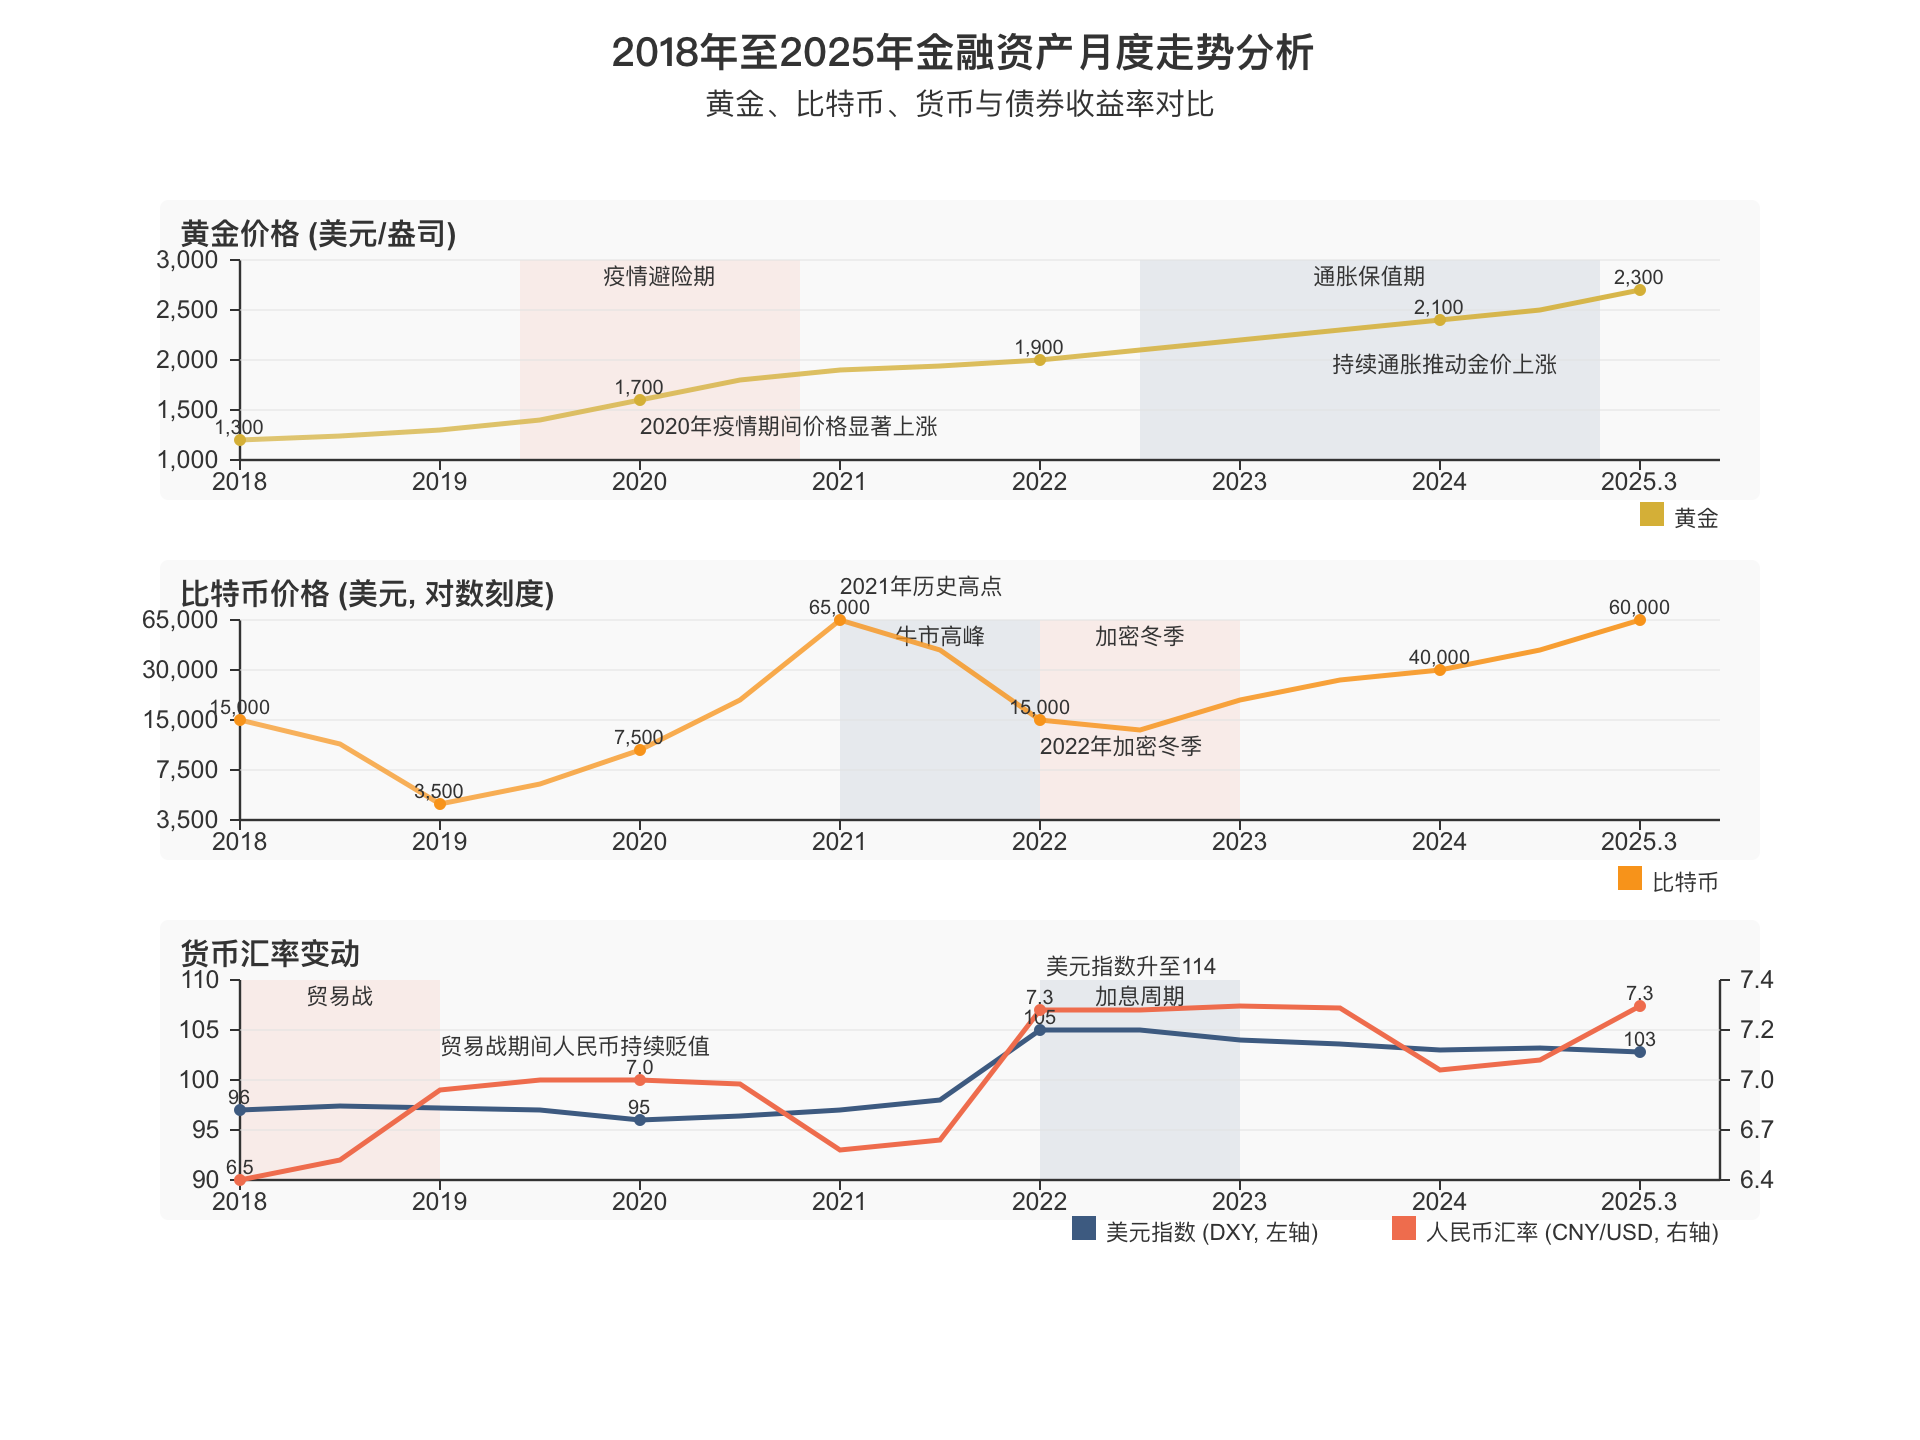 2018年至2025年金融资产月度走势分析
黄金、比特币、货币与债券收益率对比
黄金价格 (美元/盎司)
3,000
2,500
2,000
1,500
1,000
疫情避险期
通胀保值期
1,300
1,700
1,900
2,100
2,300
2020年疫情期间价格显著上涨
持续通胀推动金价上涨
2018 2019 2020 2021 2022 2023 2024 2025.3
黄金
比特币价格 (美元, 对数刻度)
65,000
30,000
15,000
7,500
3,500
2021年历史高点
牛市高峰
加密冬季
15,000
3,500
7,500
65,000
15,000
40,000
60,000
2022年加密冬季
2018 2019 2020 2021 2022 2023 2024 2025.3
比特币
货币汇率变动
110
105
100
95
90
贸易战
美元指数升至114
加息周期
贸易战期间人民币持续贬值
96
95
105
103
6.5
7.0
7.3
7.3
7.4
7.2
7.0
6.7
6.4
2018 2019 2020 2021 2022 2023 2024 2025.3
美元指数 (DXY, 左轴)
人民币汇率 (CNY/USD, 右轴)